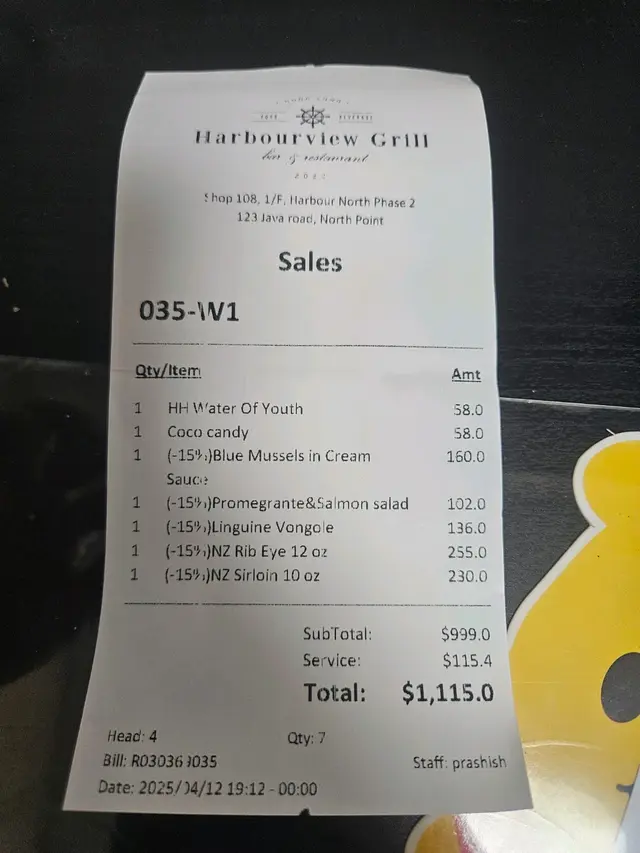 Harbourview Grill
bar & restaurant
Shop 108, 1/F, Harbour North Phase 2
123 Java road, North Point
Sales
035-W1
Qty/Item Amt
1 HH Water Of Youth 58.0
1 Coco candy 58.0
1 (-15%)Blue Mussels in Cream 160.0
Sauce
1 (-15%)Promegrante&Salmon salad 102.0
1 (-15%)Linguine Vongole 136.0
1 (-15%)NZ Rib Eye 12 oz 255.0
1 (-15%)NZ Sirloin 10 oz 230.0
SubTotal: $999.0
Service: $115.4
Total: $1,115.0
Head: 4 Qty: 7
Bill: Staff: prashish
Date: 2025/04/12 19:12 - 00:00